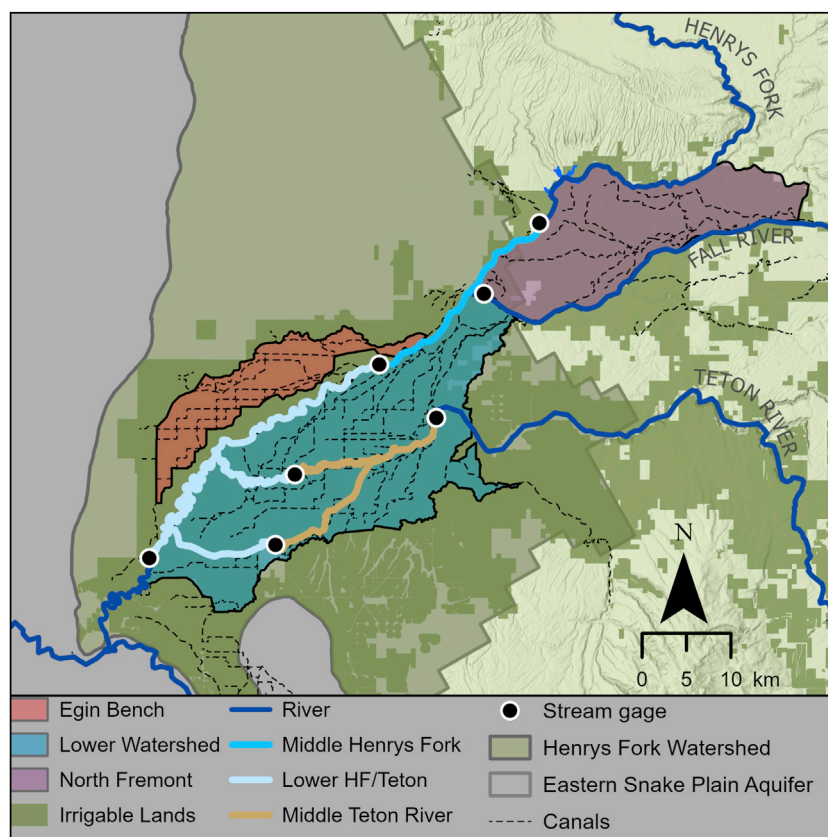 HENRYS FORK
FALL RIVER
TETON RIVER
N
0 5 10 km
Egin Bench
River
Stream gage
Lower Watershed
Middle Henrys Fork
Henrys Fork Watershed
North Fremont
Lower HF/Teton
Eastern Snake Plain Aquifer
Irrigable Lands
Middle Teton River
Canals